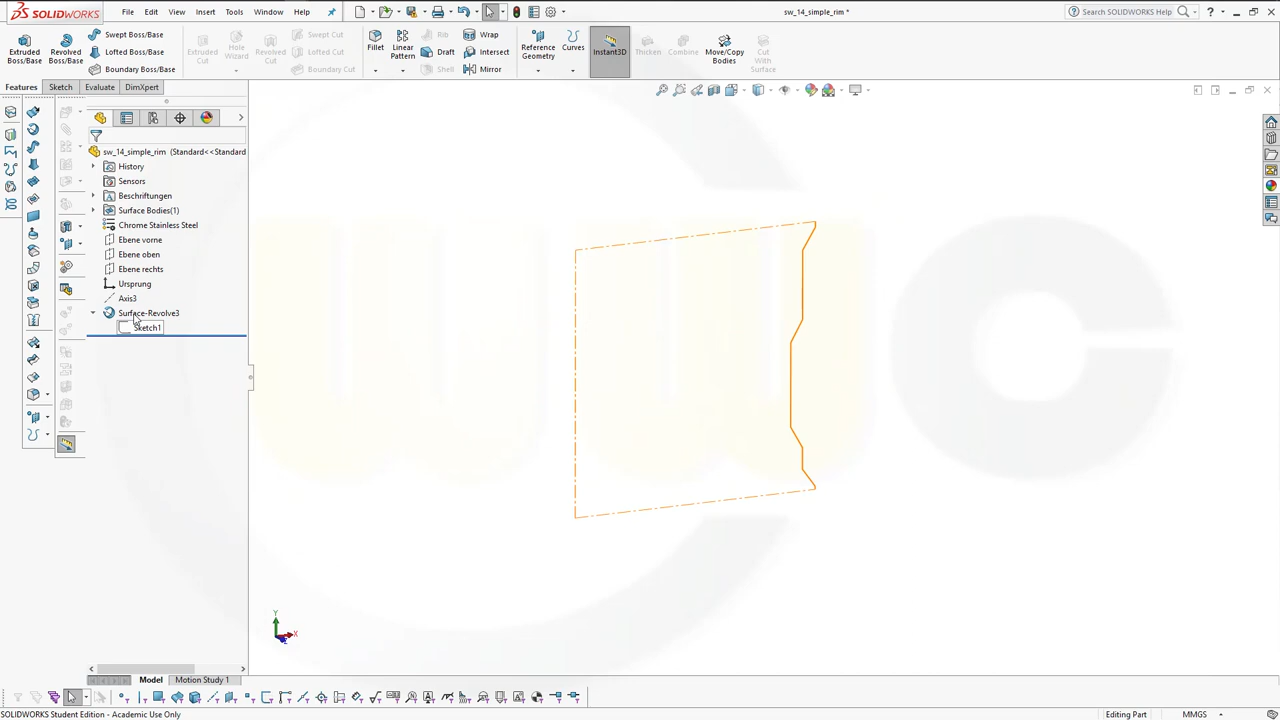 SOLIDWORKS
File
Edit
View
Insert
Tools
Window
sw_14_simple_rim *
Search SOLIDWORKS Help
Extruded Boss/Base
Revolved Boss/Base
Swept Boss/Base
Lofted Boss/Base
Boundary Boss/Base
Extruded Cut
Hole Wizard
Revolved Cut
Swept Cut
Lofted Cut
Boundary Cut
Fillet
Linear Pattern
Rib
Draft
Shell
Wrap
Intersect
Mirror
Reference Geometry
Curves
Instant3D
Thicken
Combine
Move/Copy Bodies
Cut With Surface
Features
Sketch
Evaluate
DimXpert
sw_14_simple_rim (Standard<<Standard
History
Sensors
Beschriftungen
Surface Bodies(1)
Chrome Stainless Steel
Ebene vorne
Ebene oben
Ebene rechts
Ursprung
Axis3
Surface-Revolve3
Sketch1
Y
X
Z
Model
Motion Study 1
SOLIDWORKS Student Edition - Academic Use Only
Editing Part
MMGS